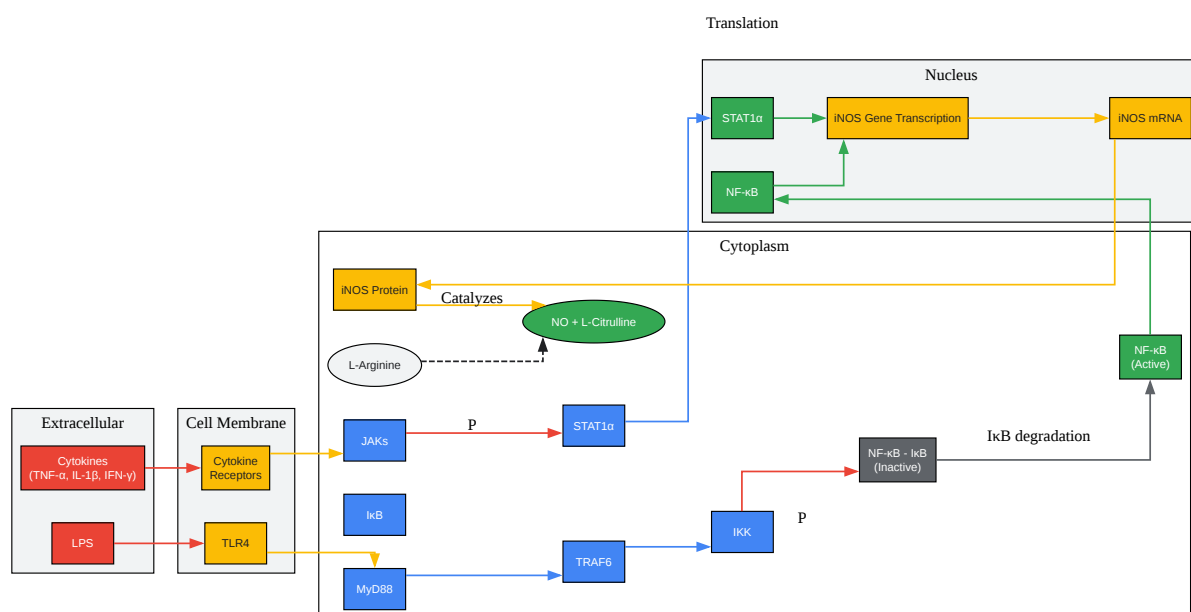 Translation
Nucleus
STAT1α
iNOS Gene Transcription
iNOS mRNA
NF-κB
Cytoplasm
iNOS Protein
Catalyzes
NO + L-Citrulline
L-Arginine
NF-κB
(Active)
Extracellular
Cell Membrane
JAKs
P
STAT1α
IκB degradation
Cytokines
(TNF-α, IL-1β, IFN-γ)
Cytokine
Receptors
NF-κB - IκB
(Inactive)
IκB
P
LPS
TLR4
IKK
TRAF6
MyD88